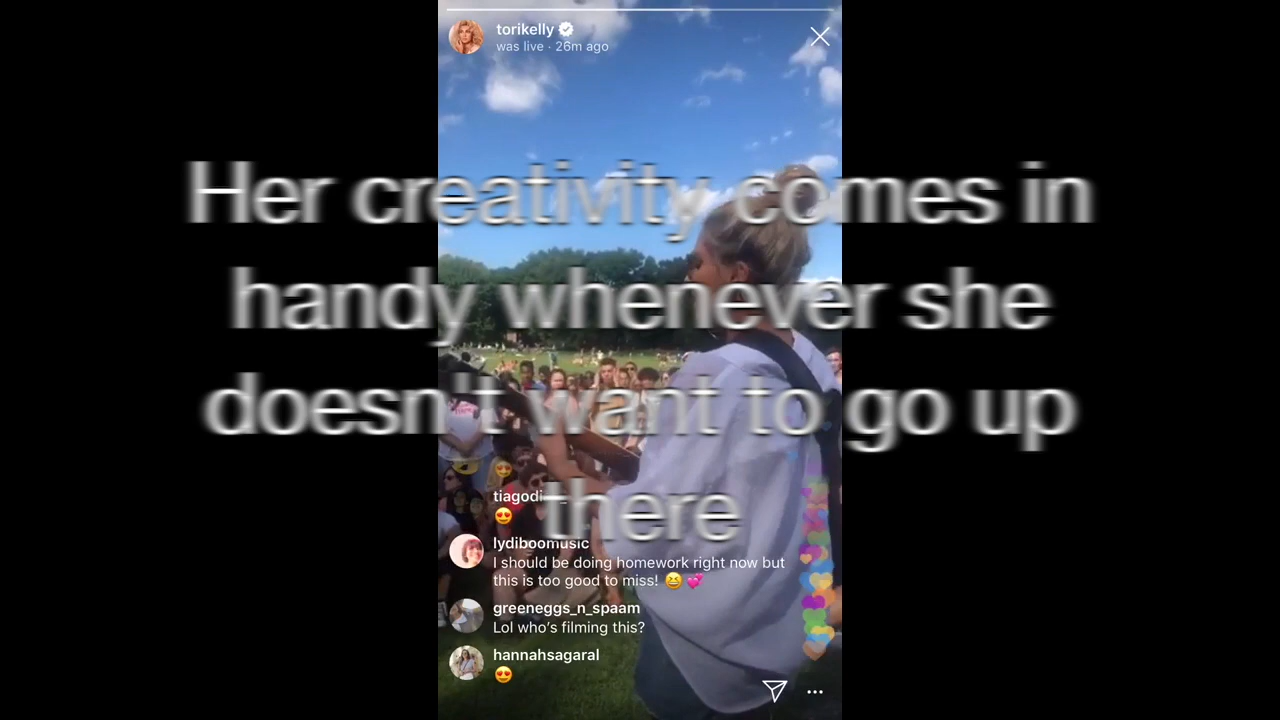 torikelly
was live · 26m ago
Her creativity comes in
handy whenever she
doesn't want to go up
there
lydiboomusic
I should be doing homework right now but
this is too good to miss! 😆 💞
greeneggs_n_spaam
Lol who's filming this?
hannahsagaral
😍